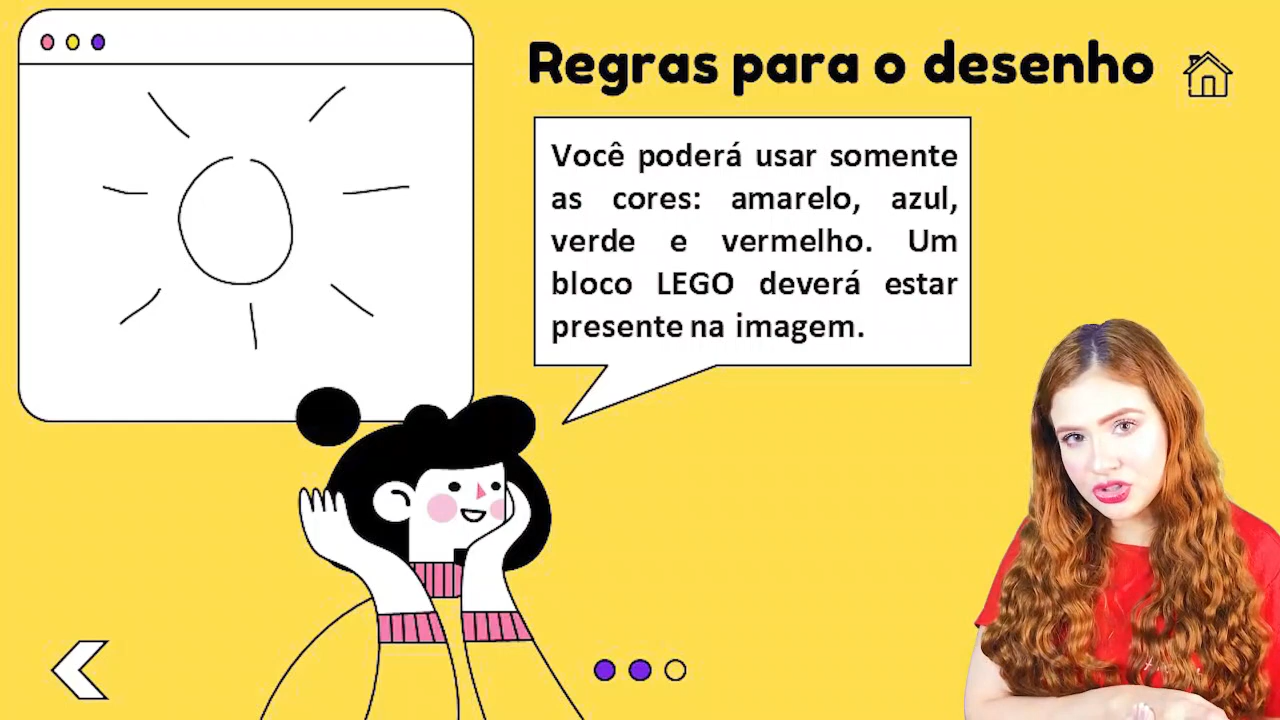 Regras para o desenho
Você poderá usar somente
as cores: amarelo, azul,
verde e vermelho. Um
bloco LEGO deverá estar
presente na imagem.